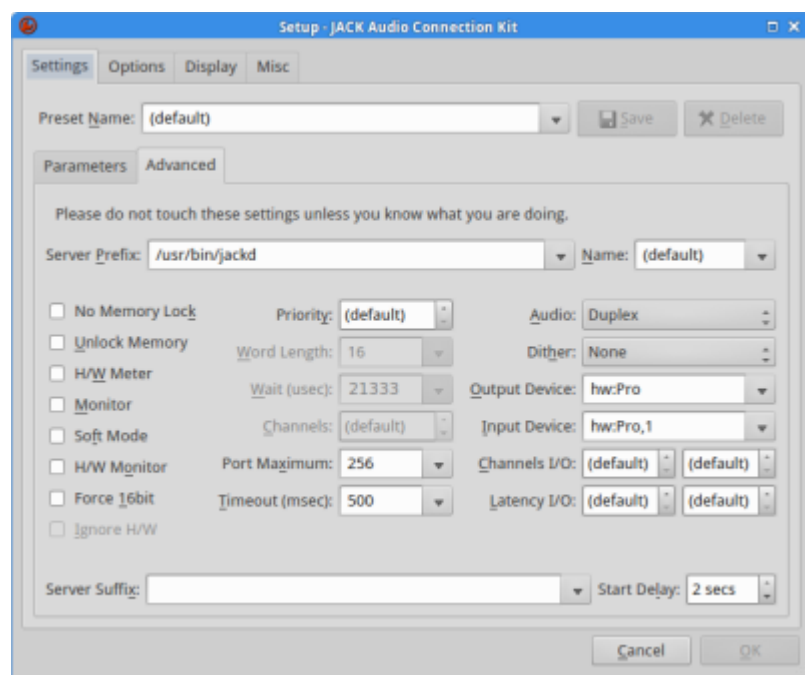 Setup - JACK Audio Connection Kit
Settings Options Display Misc
Preset Name: (default) Save Delete
Parameters Advanced
Please do not touch these settings unless you know what you are doing.
Server Prefix: /usr/bin/jackd Name: (default)
No Memory Lock Priority: (default) Audio: Duplex
Unlock Memory Word Length: 16 Dither: None
H/W Meter Wait (usec): 21333 Output Device: hw:Pro
Monitor Channels: (default) Input Device: hw:Pro,1
Soft Mode
H/W Monitor Port Maximum: 256 Channels I/O: (default) (default)
Force 16bit Timeout (msec): 500 Latency I/O: (default) (default)
Ignore H/W
Server Suffix: Start Delay: 2 secs
Cancel OK